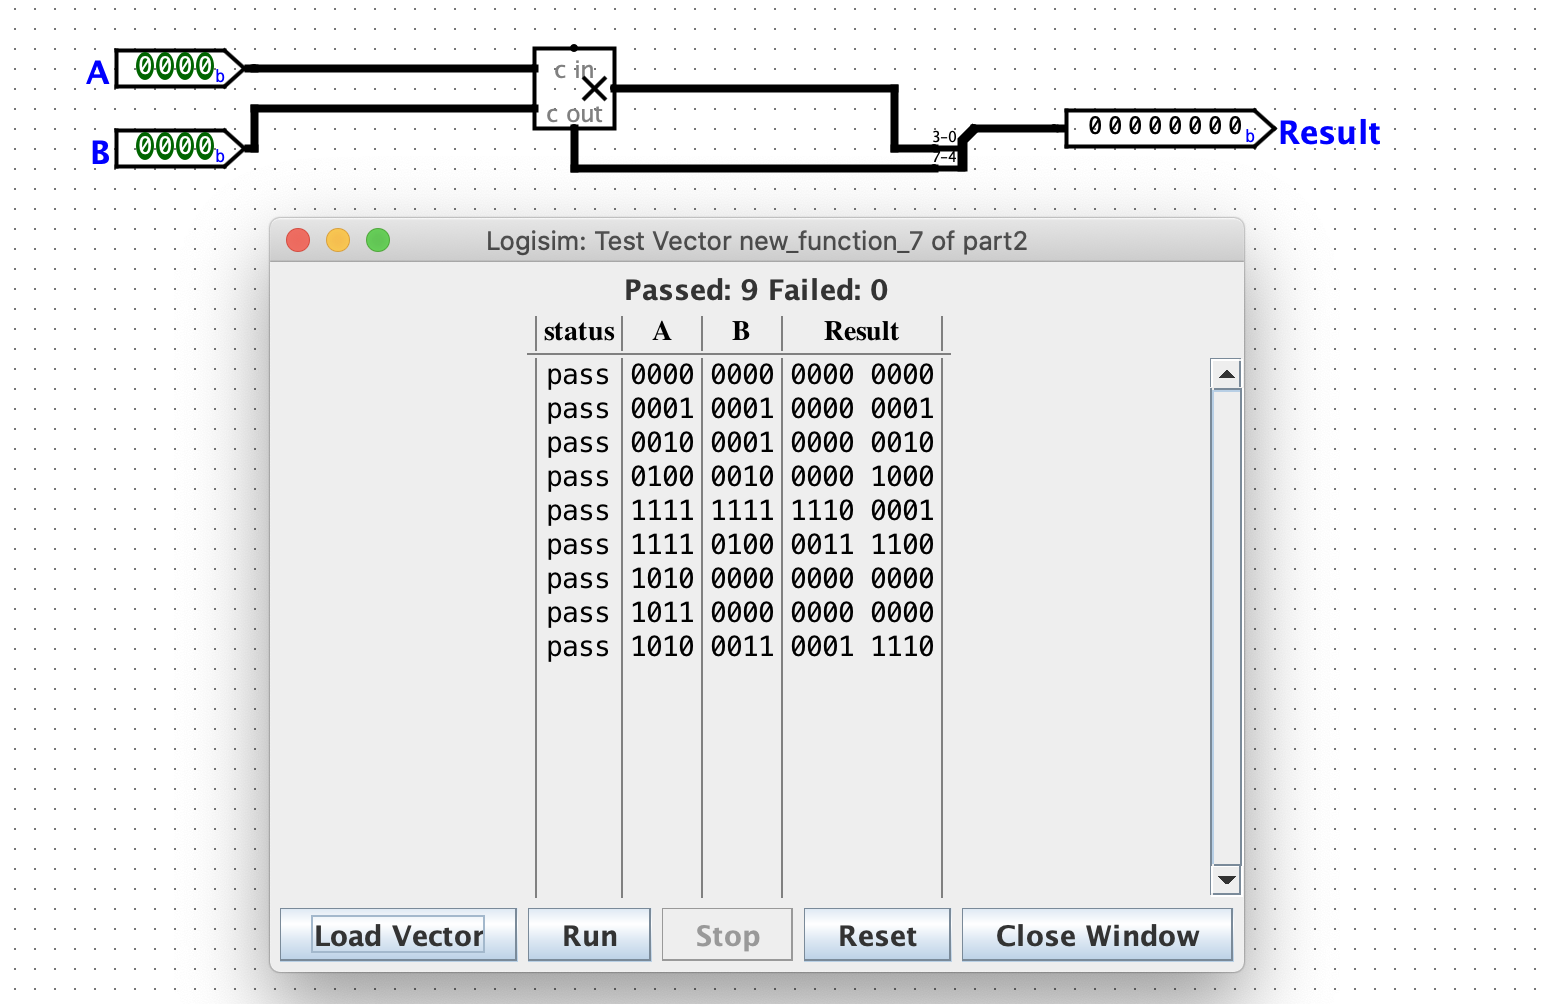 A 0000b
c in
c out
B 0000b
3-0
7-4
00000000b Result
Logisim: Test Vector new_function_7 of part2
Passed: 9 Failed: 0
status A B Result
pass 0000 0000 0000 0000
pass 0001 0001 0000 0001
pass 0010 0001 0000 0010
pass 0100 0010 0000 1000
pass 1111 1111 1110 0001
pass 1111 0100 0011 1100
pass 1010 0000 0000 0000
pass 1011 0000 0000 0000
pass 1010 0011 0001 1110
Load Vector Run Stop Reset Close Window